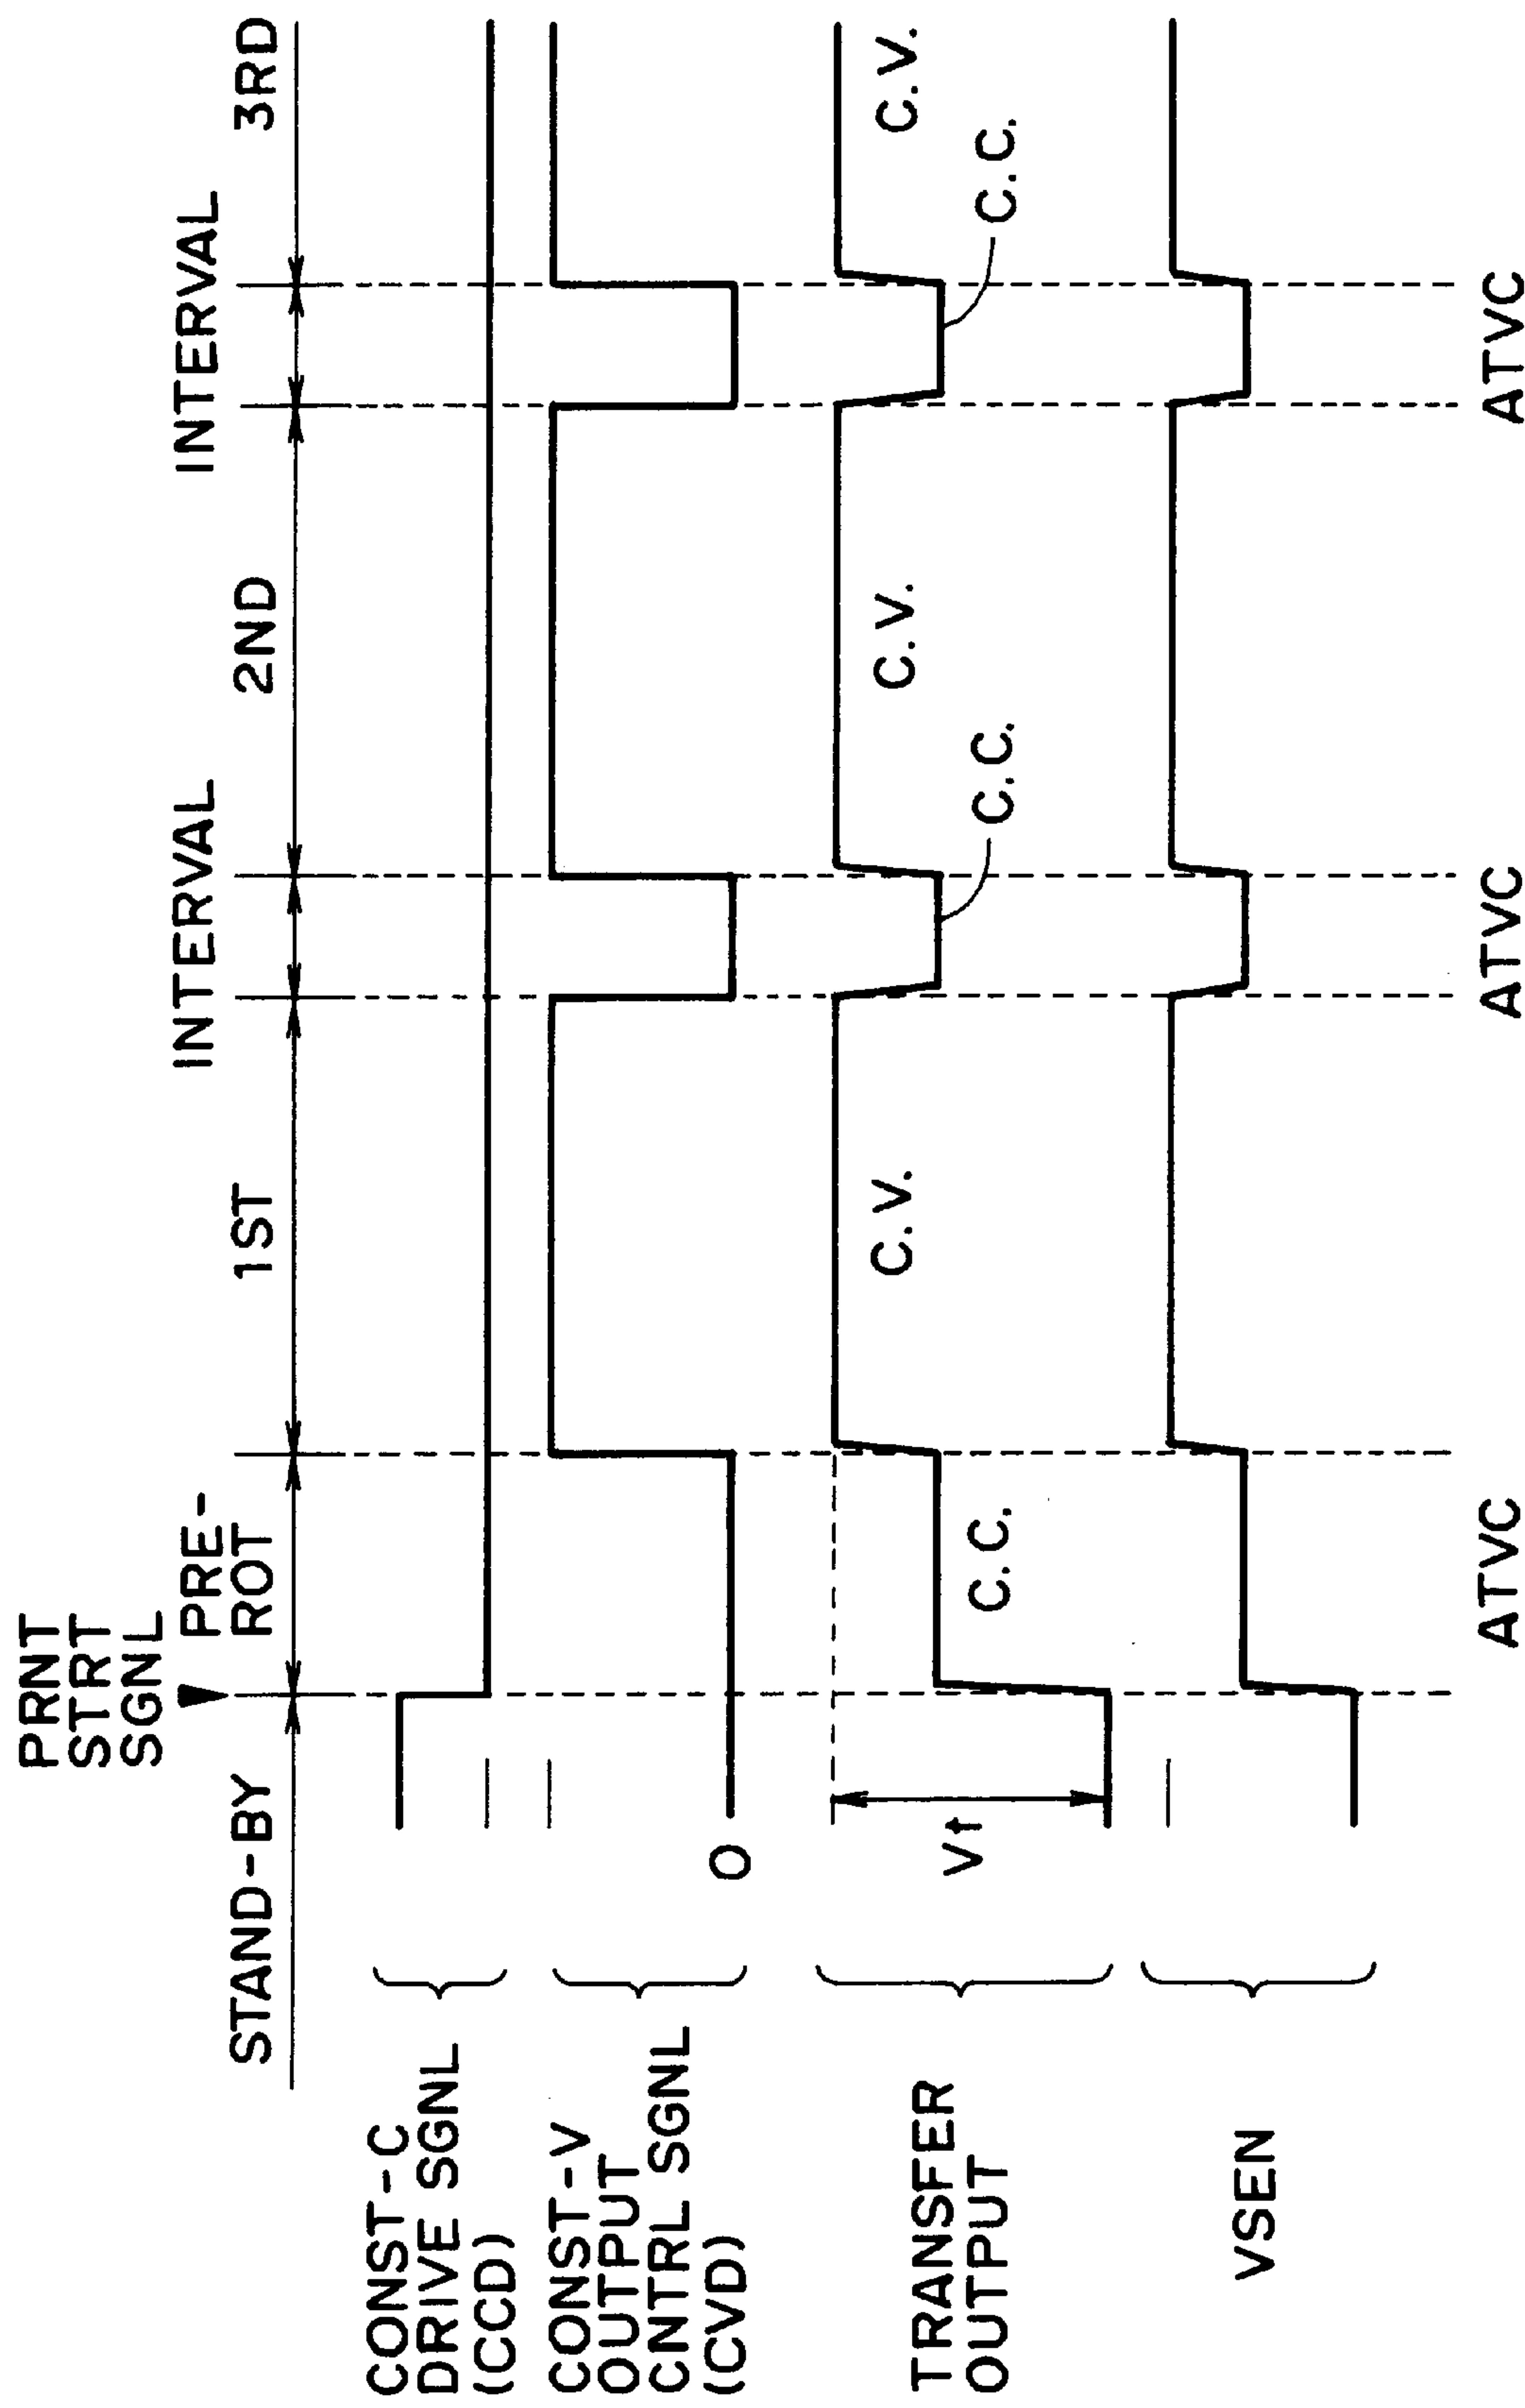 PRNT
STRT
SGNL
STAND-BY
PRE-
ROT
1ST
INTERVAL
2ND
INTERVAL
3RD
CONST-C
DRIVE SGNL
(CCD)
CONST-V
OUTPUT
CNTRL SGNL
(CVD)
0
TRANSFER
OUTPUT
Vt
C.C.
C.V.
C.C.
C.V.
C.C.
C.V.
VSEN
ATVC
ATVC
ATVC